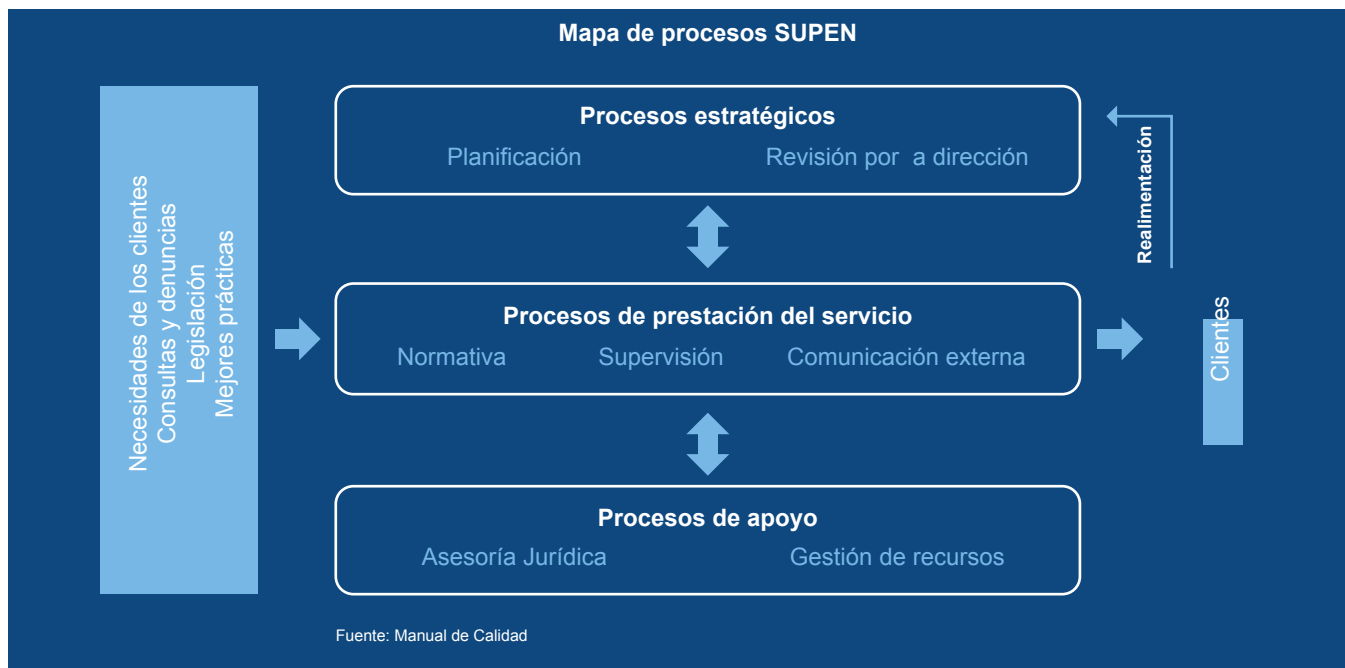 Mapa de procesos SUPEN
Necesidades de los clientes
Consultas y denuncias
Legislación
Mejores prácticas
Procesos estratégicos
Planificación Revisión por a dirección
Realimentación
Procesos de prestación del servicio
Normativa Supervisión Comunicación externa
Clientes
Procesos de apoyo
Asesoría Jurídica Gestión de recursos
Fuente: Manual de Calidad